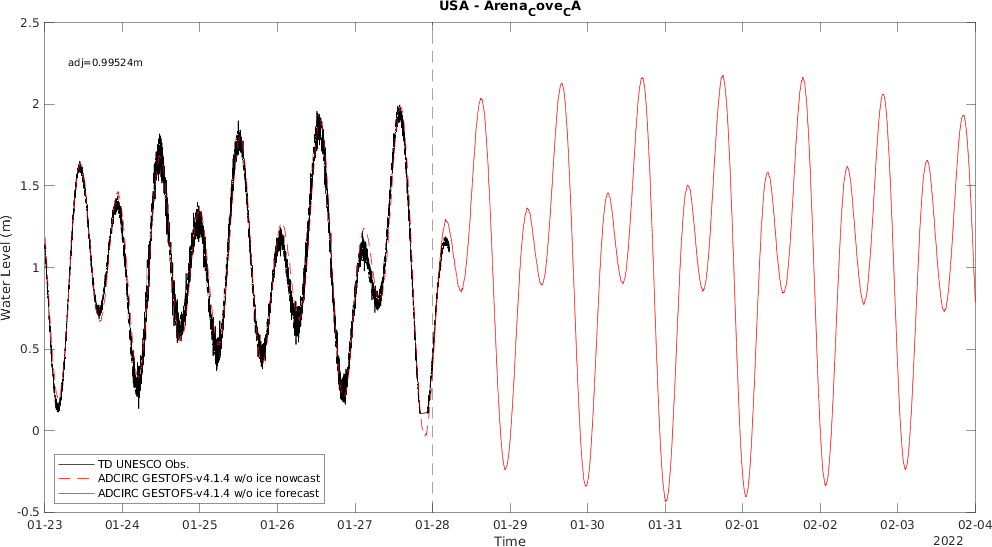 USA - ArenaCoveCA
2.5
adj=0.99524m
2
1.5
1
Water Level (m)
0.5
0
TD UNESCO Obs.
ADCIRC GESTOFS-v4.1.4 w/o ice nowcast
ADCIRC GESTOFS-v4.1.4 w/o ice forecast
-0.5
01-23 01-24 01-25 01-26 01-27 01-28 01-29 01-30 01-31 02-01 02-02 02-03 02-04
Time
2022